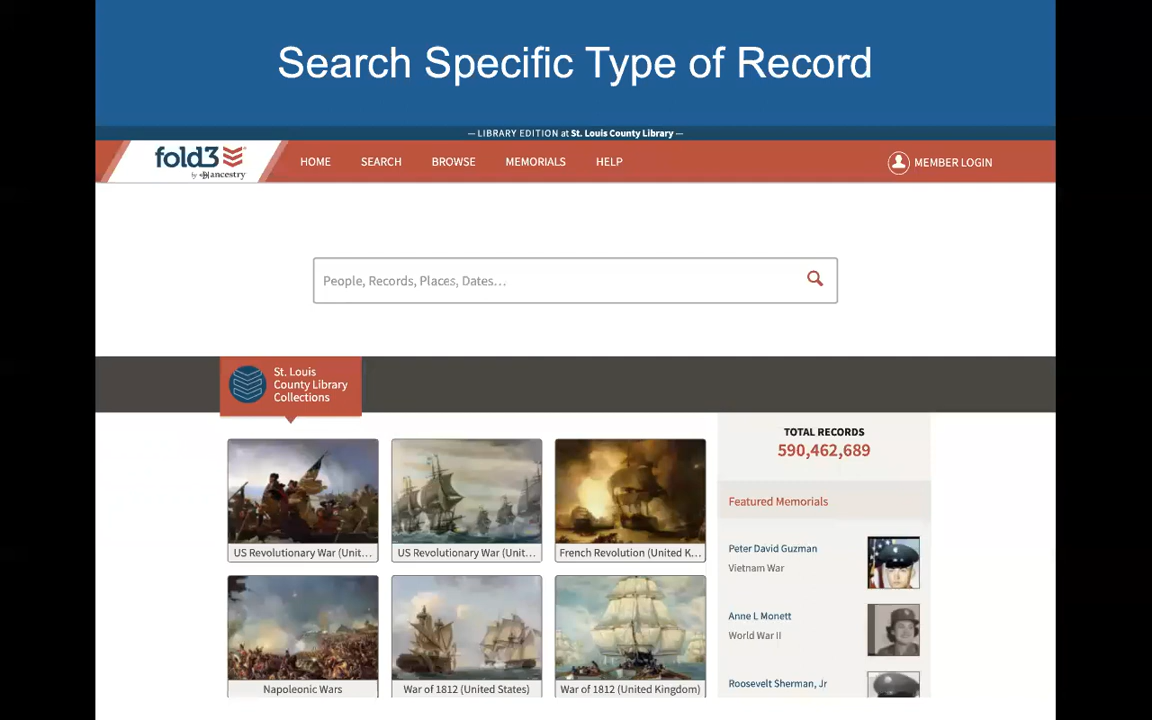 Search Specific Type of Record
— LIBRARY EDITION at St. Louis County Library —
fold3
by ancestry
HOME SEARCH BROWSE MEMORIALS HELP MEMBER LOGIN
People, Records, Places, Dates...
St. Louis
County Library
Collections
TOTAL RECORDS
590,462,689
US Revolutionary War (Unit...
US Revolutionary War (Unit...
French Revolution (United K...
Napoleonic Wars
War of 1812 (United States)
War of 1812 (United Kingdom)
Featured Memorials
Peter David Guzman
Vietnam War
Anne L Monett
World War II
Roosevelt Sherman, Jr